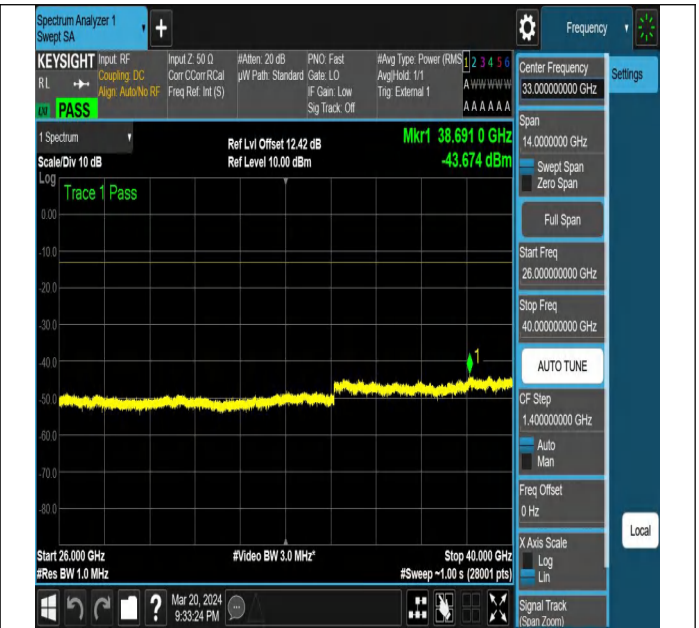 Spectrum Analyzer 1
Swept SA
+
Frequency
KEYSIGHT
RL
PASS
Input: RF
Coupling: DC
Align: Auto/No RF
Input Z: 50 Ω
Corr CCorr RCal
Freq Ref: Int (S)
#Atten: 20 dB
µW Path: Standard
PNO: Fast
Gate: LO
IF Gain: Low
Sig Track: Off
#Avg Type: Power (RMS
Avg|Hold: 1/1
Trig: External 1
1 2 3 4 5 6
A W W W W W
A A A A A A
Settings
1 Spectrum
Scale/Div 10 dB
Ref Lvl Offset 12.42 dB
Ref Level 10.00 dBm
Mkr1 38.691 0 GHz
-43.674 dBm
Log
Trace 1 Pass
0.00
-10.0
-20.0
-30.0
-40.0
-50.0
-60.0
-70.0
-80.0
1
Start 26.000 GHz
#Res BW 1.0 MHz
#Video BW 3.0 MHz*
Stop 40.000 GHz
#Sweep ~1.00 s (28001 pts)
Center Frequency
33.000000000 GHz
Span
14.0000000 GHz
Swept Span
Zero Span
Full Span
Start Freq
26.000000000 GHz
Stop Freq
40.000000000 GHz
AUTO TUNE
CF Step
1.400000000 GHz
Auto
Man
Freq Offset
0 Hz
X Axis Scale
Log
Lin
Signal Track
(Span Zoom)
Local
?
Mar 20, 2024
9:33:24 PM